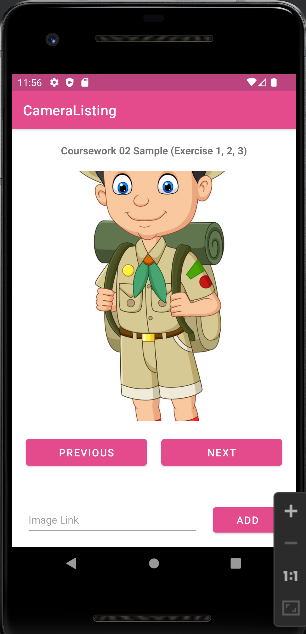 11:56
CameraListing
Coursework 02 Sample (Exercise 1, 2, 3)
PREVIOUS
NEXT
Image Link
ADD
1:1